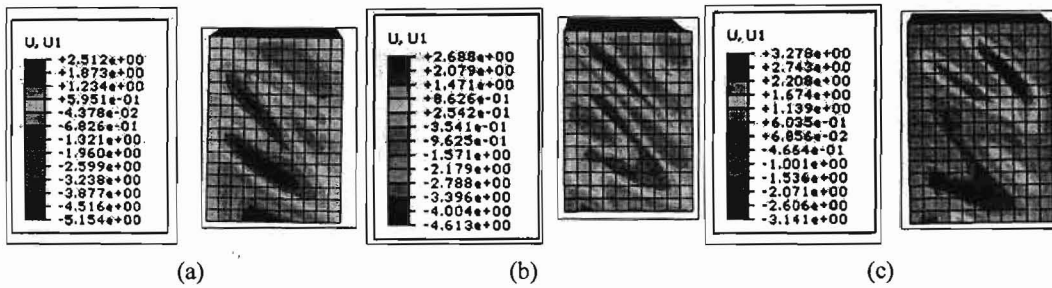 U, U1
+2.512e+00
+1.873e+00
+1.234e+00
+5.951e-01
-4.378e-02
-6.826e-01
-1.321e+00
-1.960e+00
-2.599e+00
-3.238e+00
-3.877e+00
-4.516e+00
-5.154e+00
(a)
U, U1
+2.688e+00
+2.079e+00
+1.471e+00
+8.626e-01
+2.542e-01
-3.541e-01
-9.625e-01
-1.571e+00
-2.179e+00
-2.788e+00
-3.396e+00
-4.004e+00
-4.613e+00
(b)
U, U1
+3.278e+00
+2.743e+00
+2.208e+00
+1.674e+00
+1.139e+00
+6.035e-01
+6.856e-02
-4.664e-01
-1.001e+00
-1.536e+00
-2.071e+00
-2.606e+00
-3.141e+00
(c)